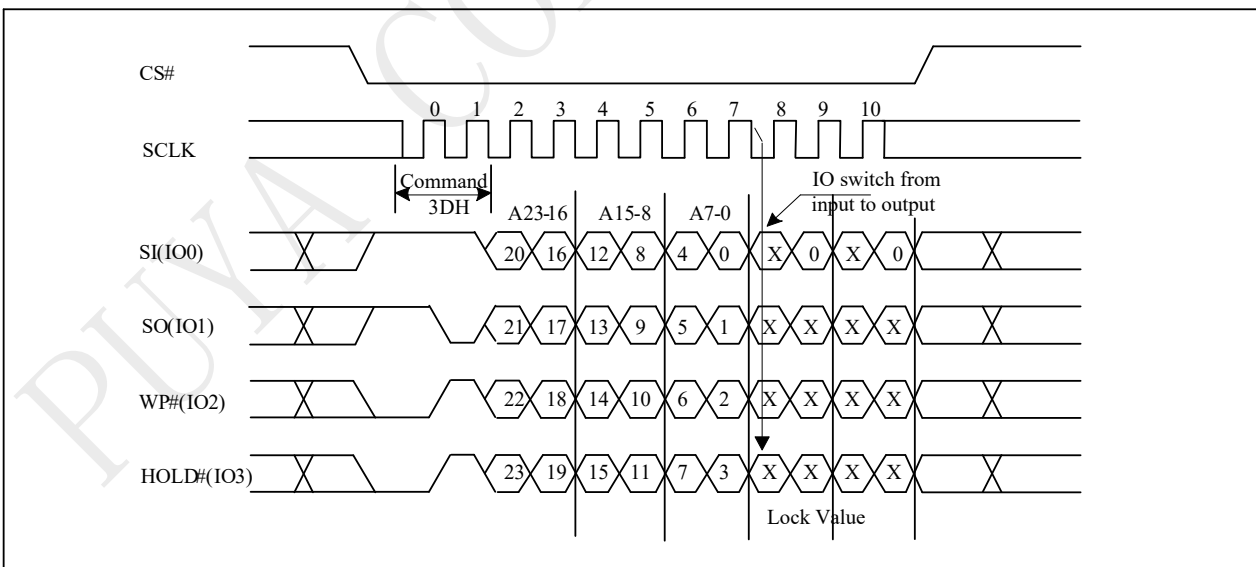 PUYA CON
CS#
0 1 2 3 4 5 6 7 8 9 10
SCLK
Command
3DH
IO switch from
input to output
A23-16 A15-8 A7-0
SI(IO0) 20 16 12 8 4 0 X 0 X 0
SO(IO1) 21 17 13 9 5 1 X X X X
WP#(IO2) 22 18 14 10 6 2 X X X X
HOLD#(IO3) 23 19 15 11 7 3 X X X X
Lock Value